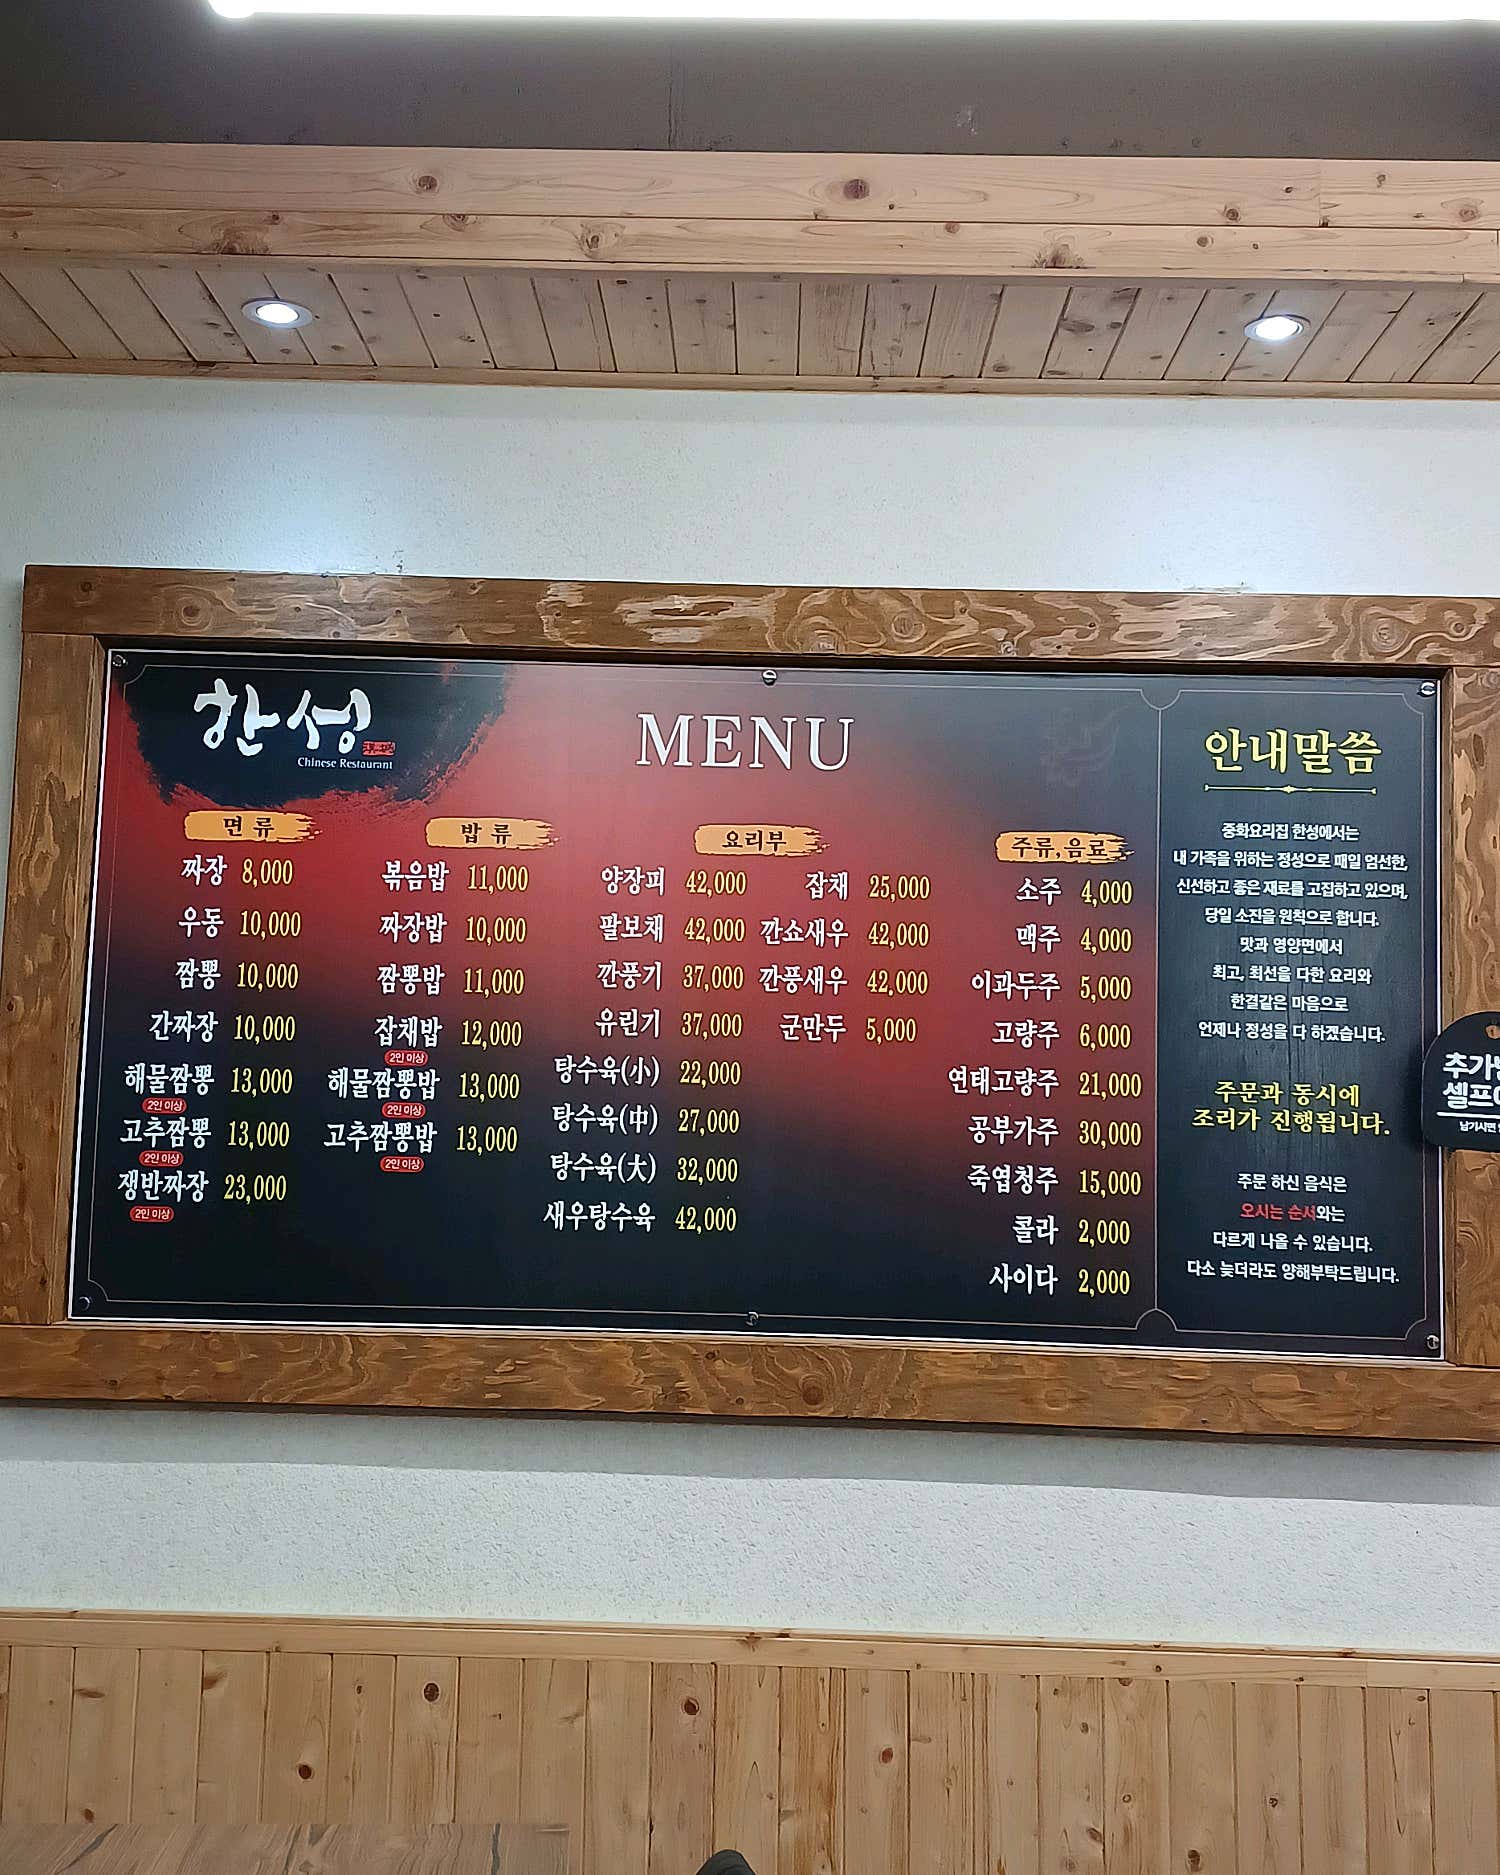 한성
Chinese Restaurant
MENU
면 류
짜장 8,000
우동 10,000
짬뽕 10,000
간짜장 10,000
해물짬뽕 13,000
2인 이상
고추짬뽕 13,000
2인 이상
쟁반짜장 23,000
2인 이상
밥 류
볶음밥 11,000
짜장밥 10,000
짬뽕밥 11,000
잡채밥 12,000
2인 이상
해물짬뽕밥 13,000
2인 이상
고추짬뽕밥 13,000
2인 이상
요리부
양장피 42,000
팔보채 42,000
깐풍기 37,000
유린기 37,000
탕수육(小) 22,000
탕수육(中) 27,000
탕수육(大) 32,000
새우탕수육 42,000
잡채 25,000
깐쇼새우 42,000
깐풍새우 42,000
군만두 5,000
주류,음료
소주 4,000
맥주 4,000
이과두주 5,000
고량주 6,000
연태고량주 21,000
공부가주 30,000
죽엽청주 15,000
콜라 2,000
사이다 2,000
안내말씀
중화요리집 한성에서는
내 가족을 위하는 정성으로 매일 엄선한,
신선하고 좋은 재료를 고집하고 있으며,
당일 소진을 원칙으로 합니다.
맛과 영양면에서
최고, 최선을 다한 요리와
한결같은 마음으로
언제나 정성을 다 하겠습니다.
주문과 동시에
조리가 진행됩니다.
주문 하신 음식은
오시는 순서와는
다르게 나올 수 있습니다.
다소 늦더라도 양해부탁드립니다.
추가
셀프
남기시면